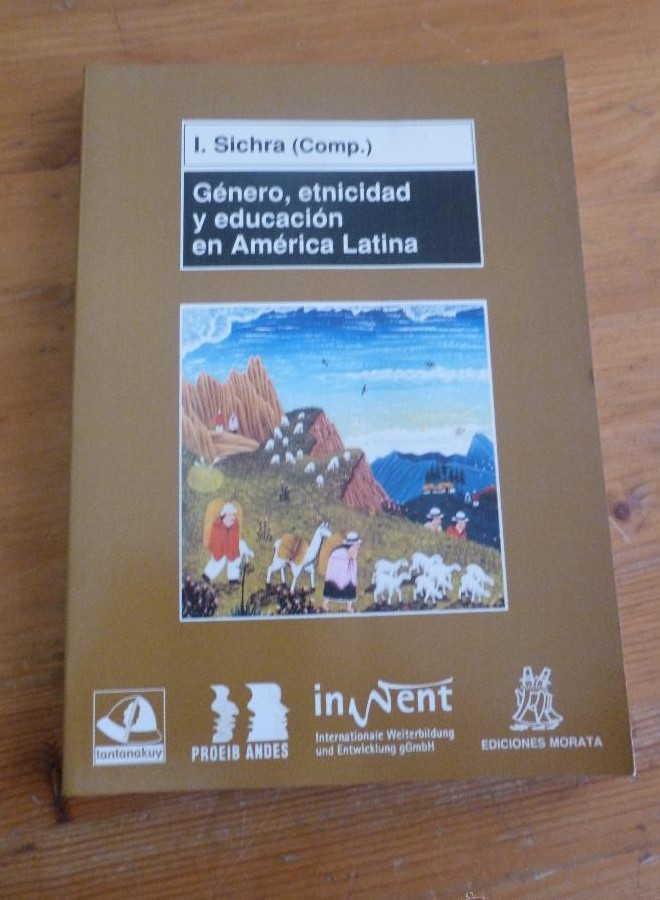 I. Sichra (Comp.)
Género, etnicidad
y educación
en América Latina
tantanakuy
PROEIB ANDES
inWent
Internationale Weiterbildung
und Entwicklung gGmbH
EDICIONES MORATA